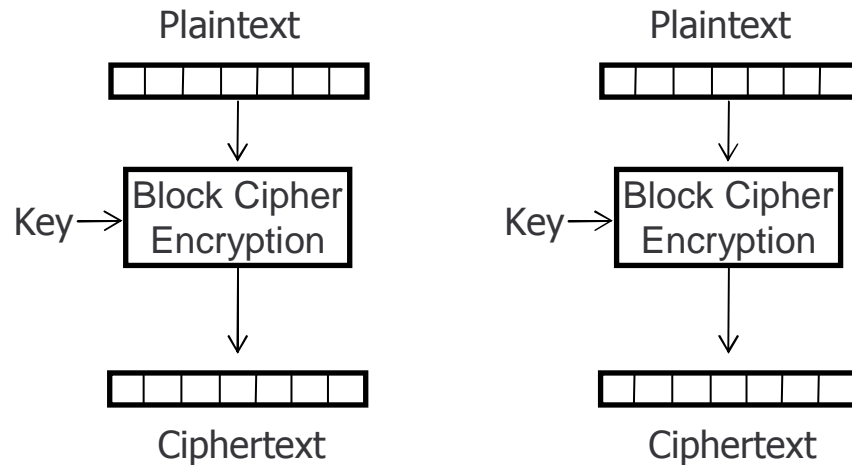 Plaintext
Plaintext
Key
Block Cipher
Encryption
Key
Block Cipher
Encryption
Ciphertext
Ciphertext